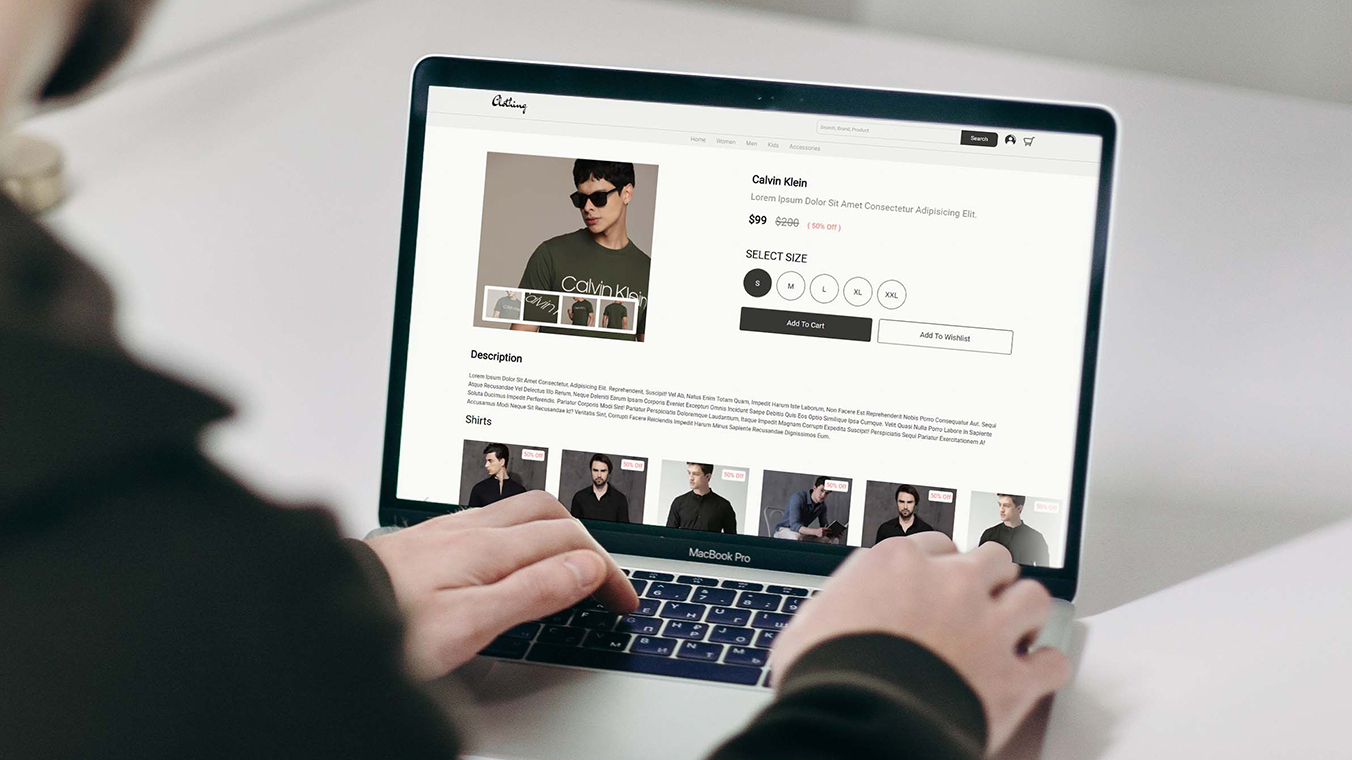 Clothing
Search, Brand, Product
Search
Home Women Men Kids Accessories
Calvin Klein
Lorem Ipsum Dolor Sit Amet Consectetur Adipisicing Elit.
$99 $200 ( 50% Off )
SELECT SIZE
S M L XL XXL
Add To Cart Add To Wishlist
Calvin Klein
Description
Lorem Ipsum Dolor Sit Amet Consectetur, Adipisicing Elit. Reprehenderit, Suscipit! Vel Ab, Natus Enim Totam Quam, Impedit Harum Iste Laborum, Non Facere Est Reprehenderit Nobis Porro Consequatur Aut. Sequi
Atque Recusandae Vel Delectus Illo Rerum, Neque Deleniti Earum Ipsam Corporis Eveniet Excepturi Omnis Incidunt Saepe Debitis Quis Eos Optio Similique Ipsa Cumque. Velit Quasi Nulla Porro Labore In Sapiente
Soluta Ducimus Impedit Perferendis. Pariatur Corporis Modi Sint! Pariatur Perspiciatis Doloremque Laudantium, Itaque Impedit Magnam Corrupti Expedita Suscipit! Perspiciatis Sequi Pariatur Exercitationem A!
Accusamus Modi Neque Sit Recusandae Id? Veritatis Sint, Corrupti Facere Reiciendis Impedit Harum Minus Sapiente Recusandae Dignissimos Eum.
Shirts
50% Off 50% Off 50% Off 50% Off 50% Off 50% Off
MacBook Pro